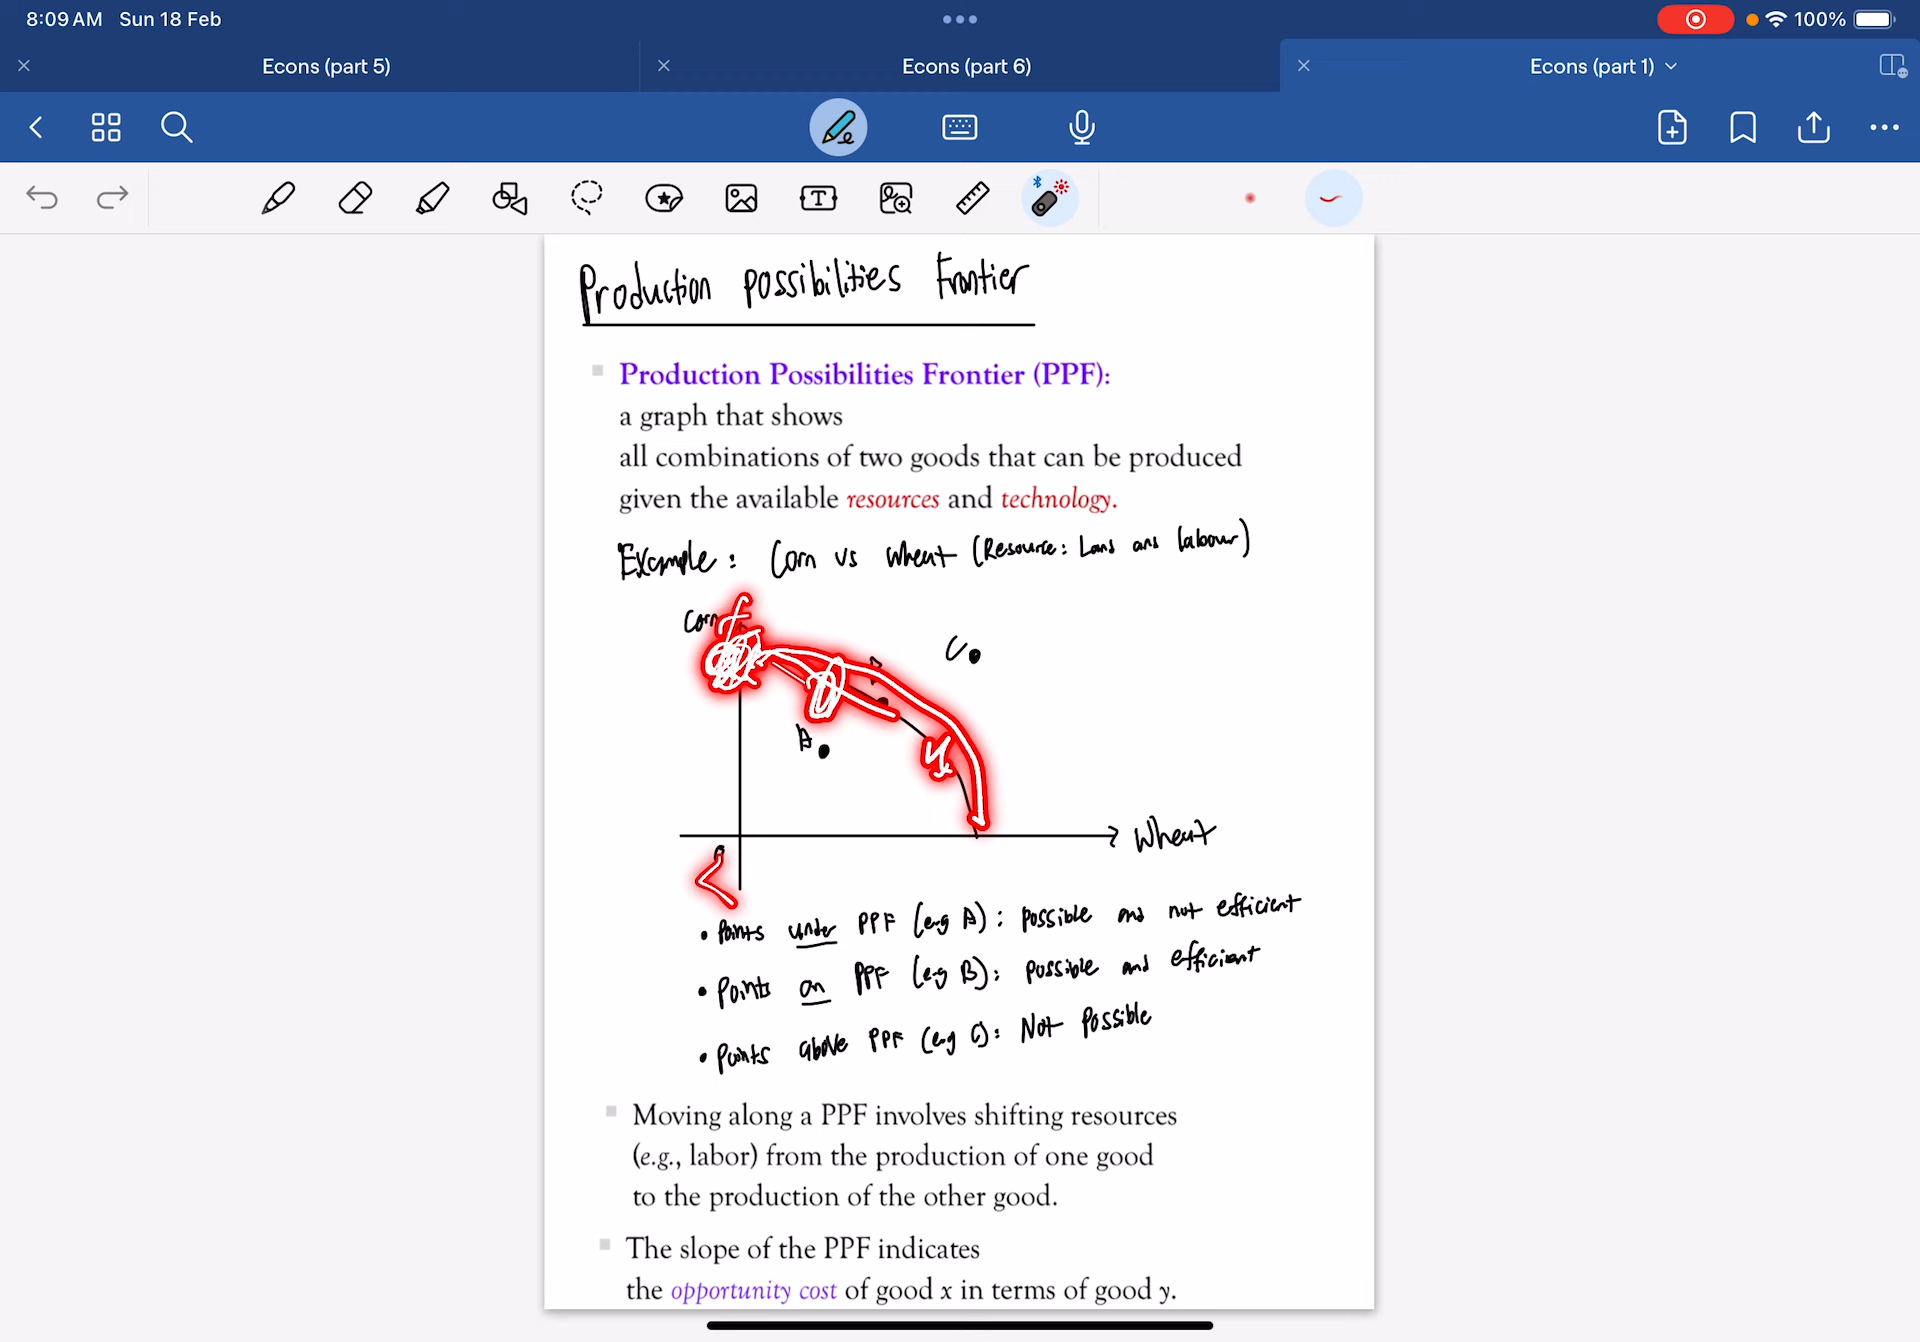 8:09 AM Sun 18 Feb
100%
Econs (part 5)
Econs (part 6)
Econs (part 1)
Production possibilities Frontier
Production Possibilities Frontier (PPF):
a graph that shows
all combinations of two goods that can be produced
given the available resources and technology.
Example: Corn vs Wheat (Resource: Land and labour)
Corn
C
A
Wheat
• Points under PPF (e.g A): possible and not efficient
• Points on PPF (e.g B): possible and efficient
• Points above PPF (e.g C): Not Possible
Moving along a PPF involves shifting resources
(e.g., labor) from the production of one good
to the production of the other good.
The slope of the PPF indicates
the opportunity cost of good x in terms of good y.